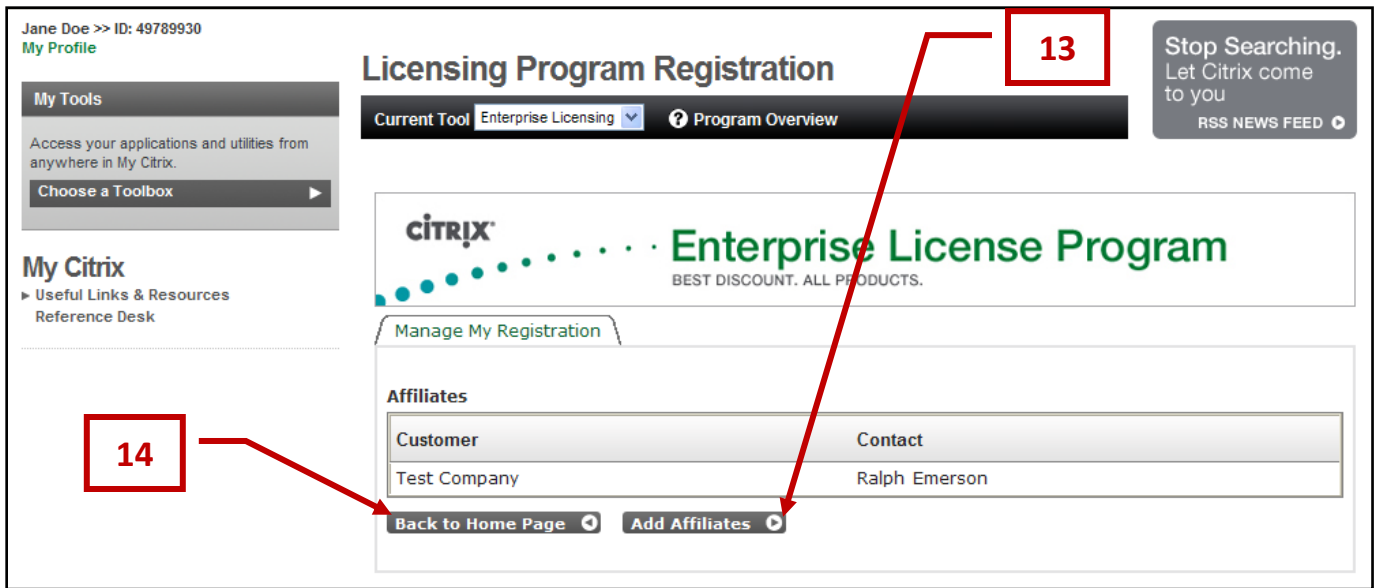 Jane Doe >> ID: 49789930
My Profile
My Tools
Access your applications and utilities from
anywhere in My Citrix.
Choose a Toolbox
My Citrix
Useful Links & Resources
Reference Desk
14
Licensing Program Registration
13
Stop Searching.
Let Citrix come
to you
RSS NEWS FEED
Current Tool Enterprise Licensing ? Program Overview
CITRIX
Enterprise License Program
BEST DISCOUNT. ALL PRODUCTS.
Manage My Registration
Affiliates
Customer Contact
Test Company Ralph Emerson
Back to Home Page Add Affiliates